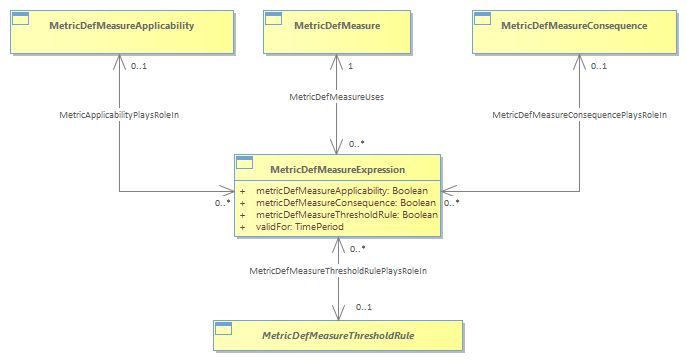 MetricDefMeasureApplicability
MetricDefMeasure
MetricDefMeasureConsequence
0..1
1
0..1
MetricDefMeasureUses
MetricApplicabilityPlaysRoleIn
MetricDefMeasureConsequencePlaysRoleIn
0..*
MetricDefMeasureExpression
+ metricDefMeasureApplicability: Boolean
+ metricDefMeasureConsequence: Boolean
+ metricDefMeasureThresholdRule: Boolean
+ validFor: TimePeriod
0..*
0..*
0..*
MetricDefMeasureThresholdRulePlaysRoleIn
0..1
MetricDefMeasureThresholdRule